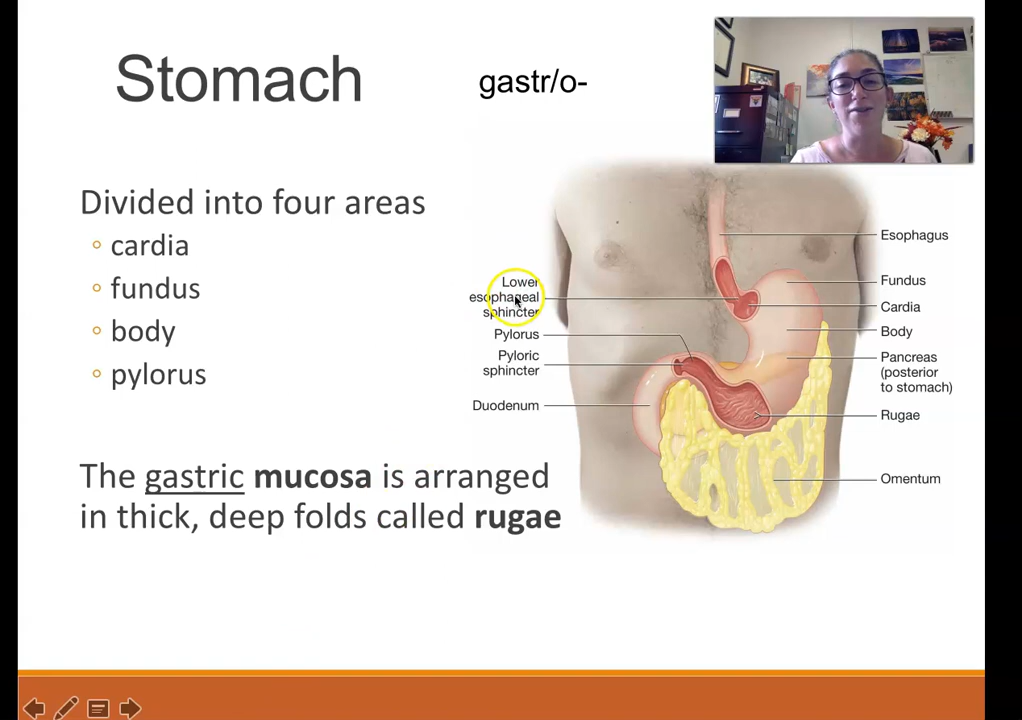 Stomach
gastr/o-
Divided into four areas
cardia
fundus
body
pylorus
The gastric mucosa is arranged
in thick, deep folds called rugae
Lower
esophageal
sphincter
Pylorus
Pyloric
sphincter
Duodenum
Esophagus
Fundus
Cardia
Body
Pancreas
(posterior
to stomach)
Rugae
Omentum